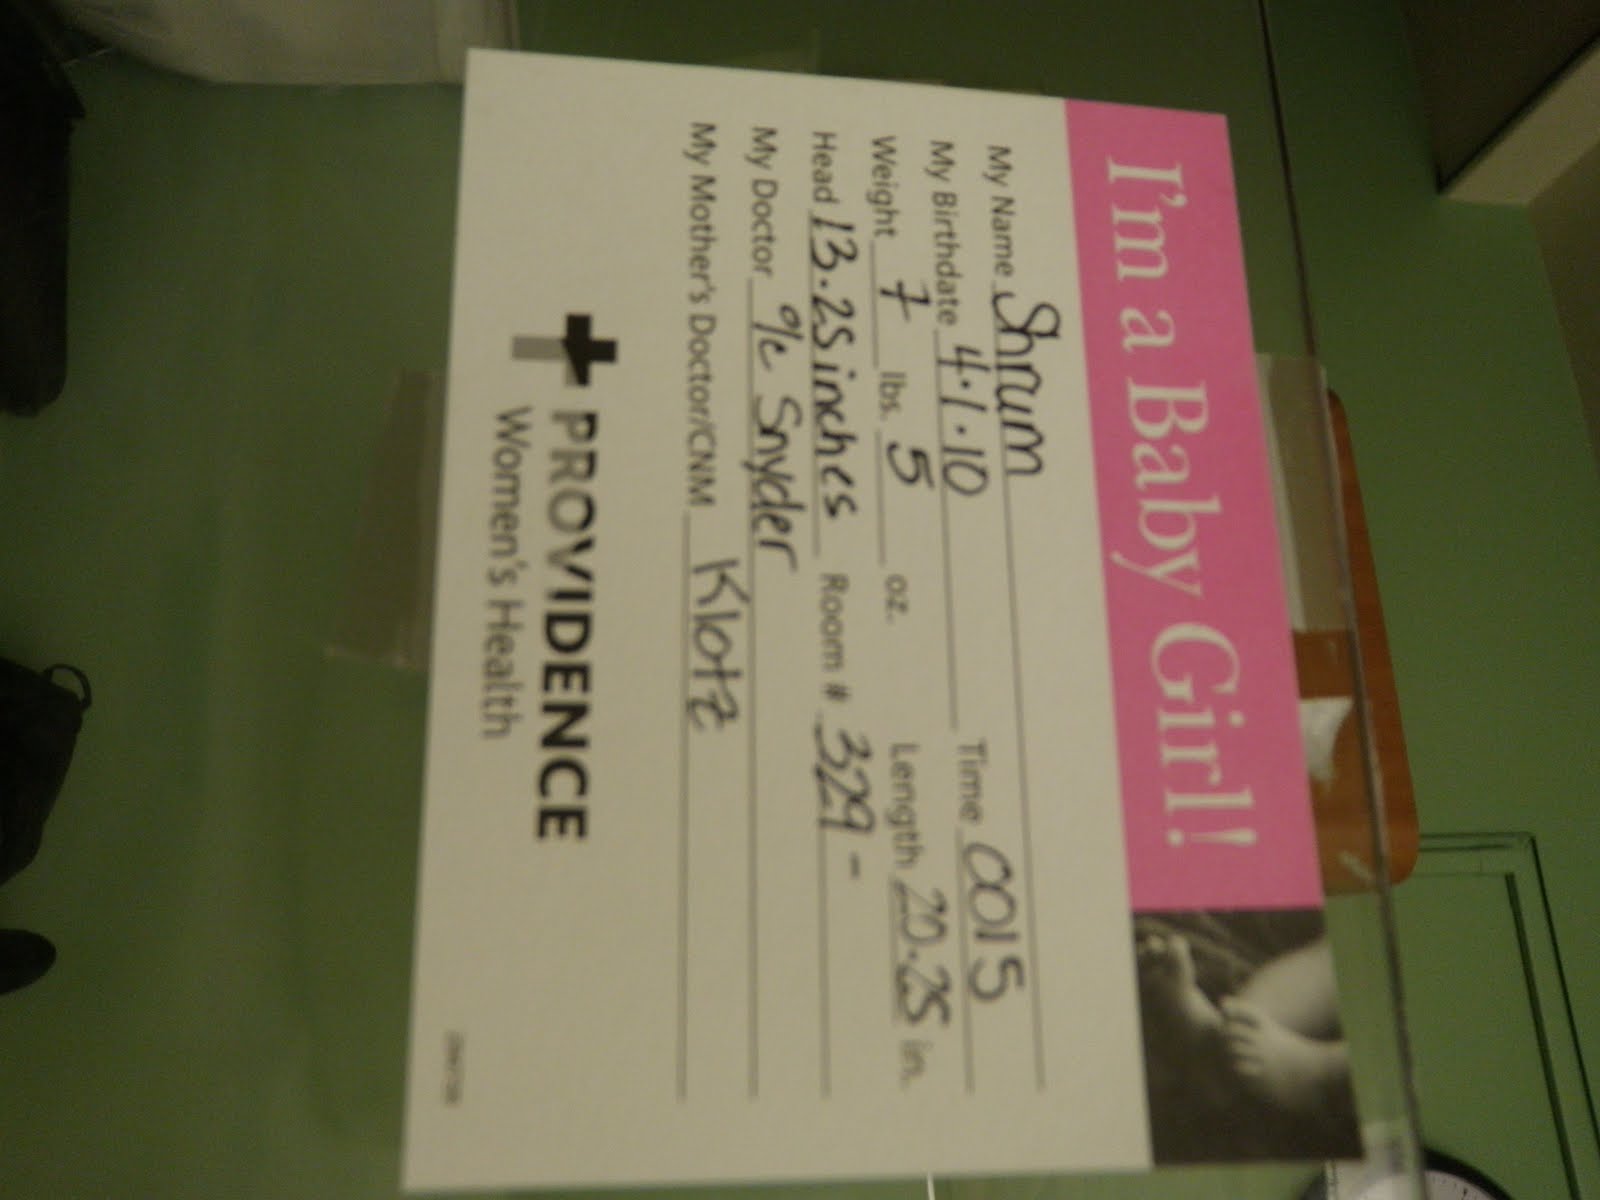 I'm a Baby Girl!
My Name Shrum
My Birthdate 4.1.10 Time 0015
Weight 7 lbs. 5 oz. Length 20.25 in.
Head 13.25 inches Room # 329-
My Doctor % Snyder
My Mother's Doctor/CNM Klotz
PROVIDENCE
Women's Health